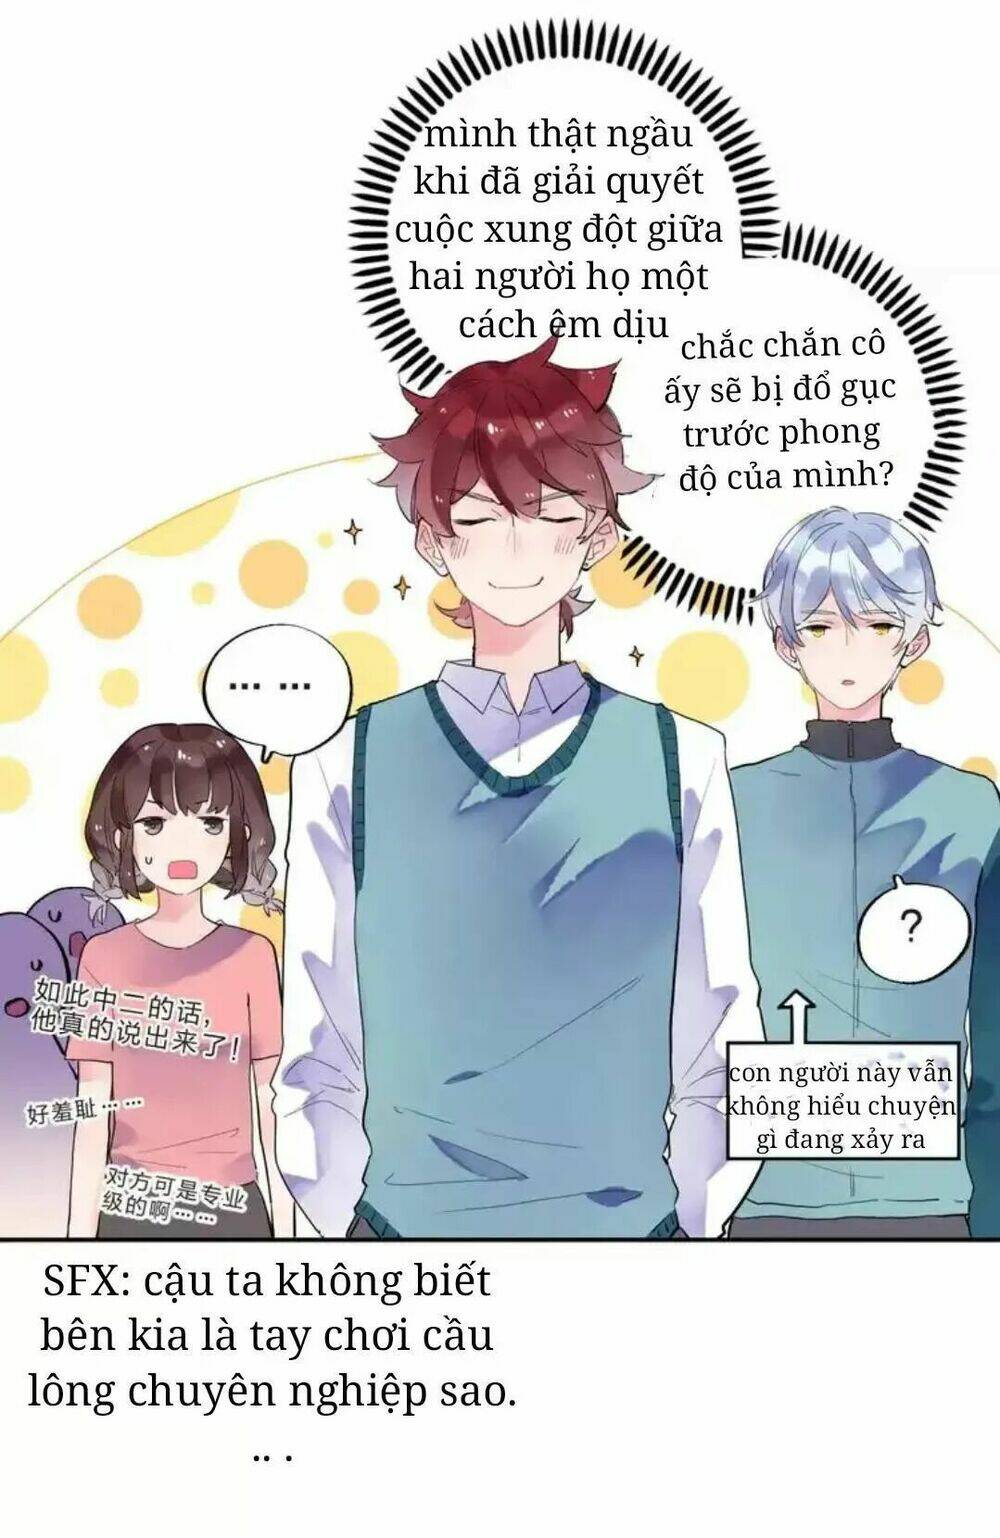 mình thật ngầu
khi đã giải quyết
cuộc xung đột giữa
hai người họ một
cách êm dịu
chắc chắn cô
ấy sẽ bị đổ gục
trước phong
độ của mình?
... ...
?
如此中二的话，
他真的说出来了！
好羞耻……
对方可是专业
级的啊……
con người này vẫn
không hiểu chuyện
gì đang xảy ra
SFX: cậu ta không biết
bên kia là tay chơi cầu
lông chuyên nghiệp sao.
.. .